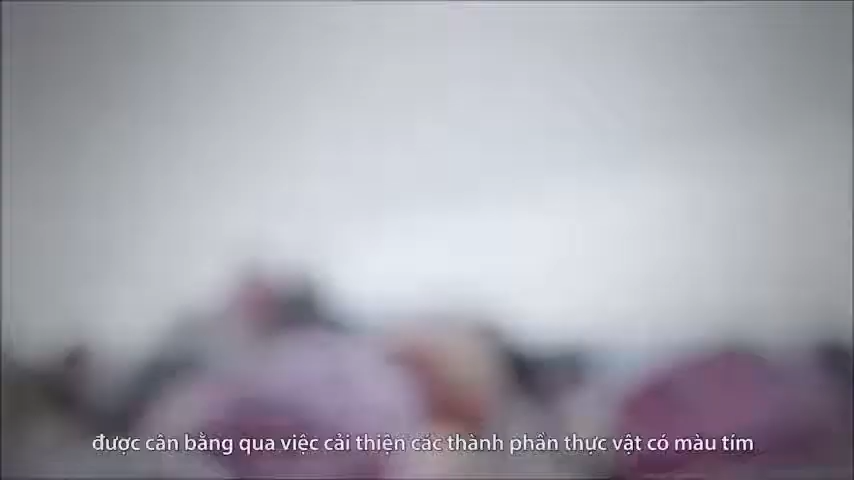 được cân bằng qua việc cải thiện các thành phần thực vật có màu tím